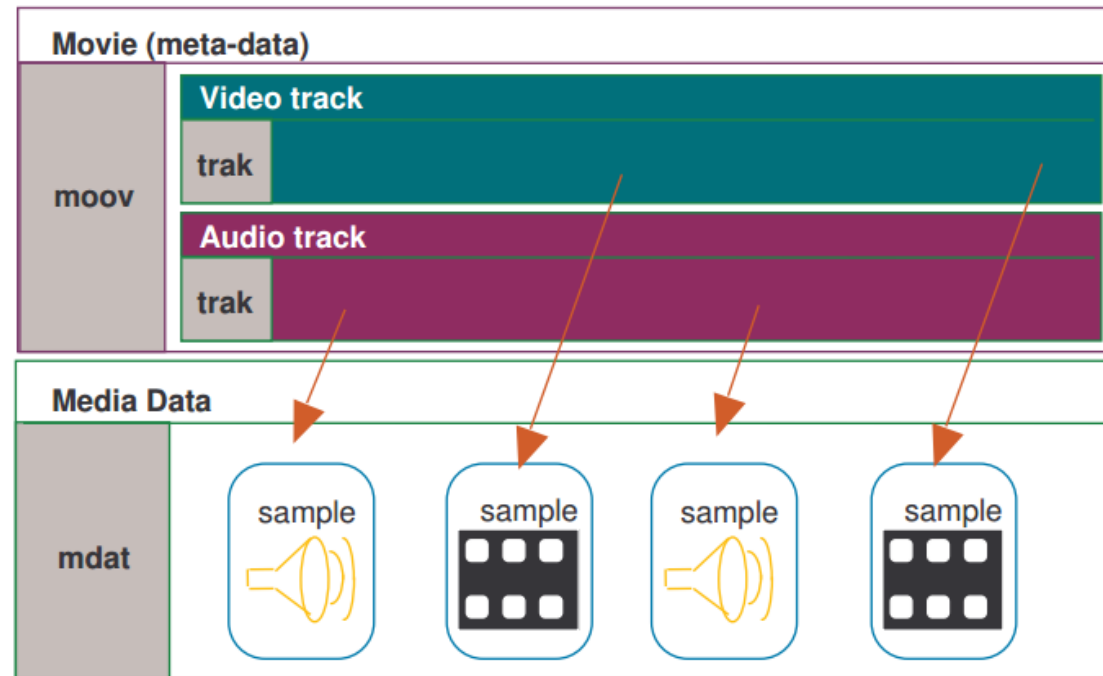 Movie (meta-data)
moov
Video track
trak
Audio track
trak
Media Data
mdat
sample
sample
sample
sample